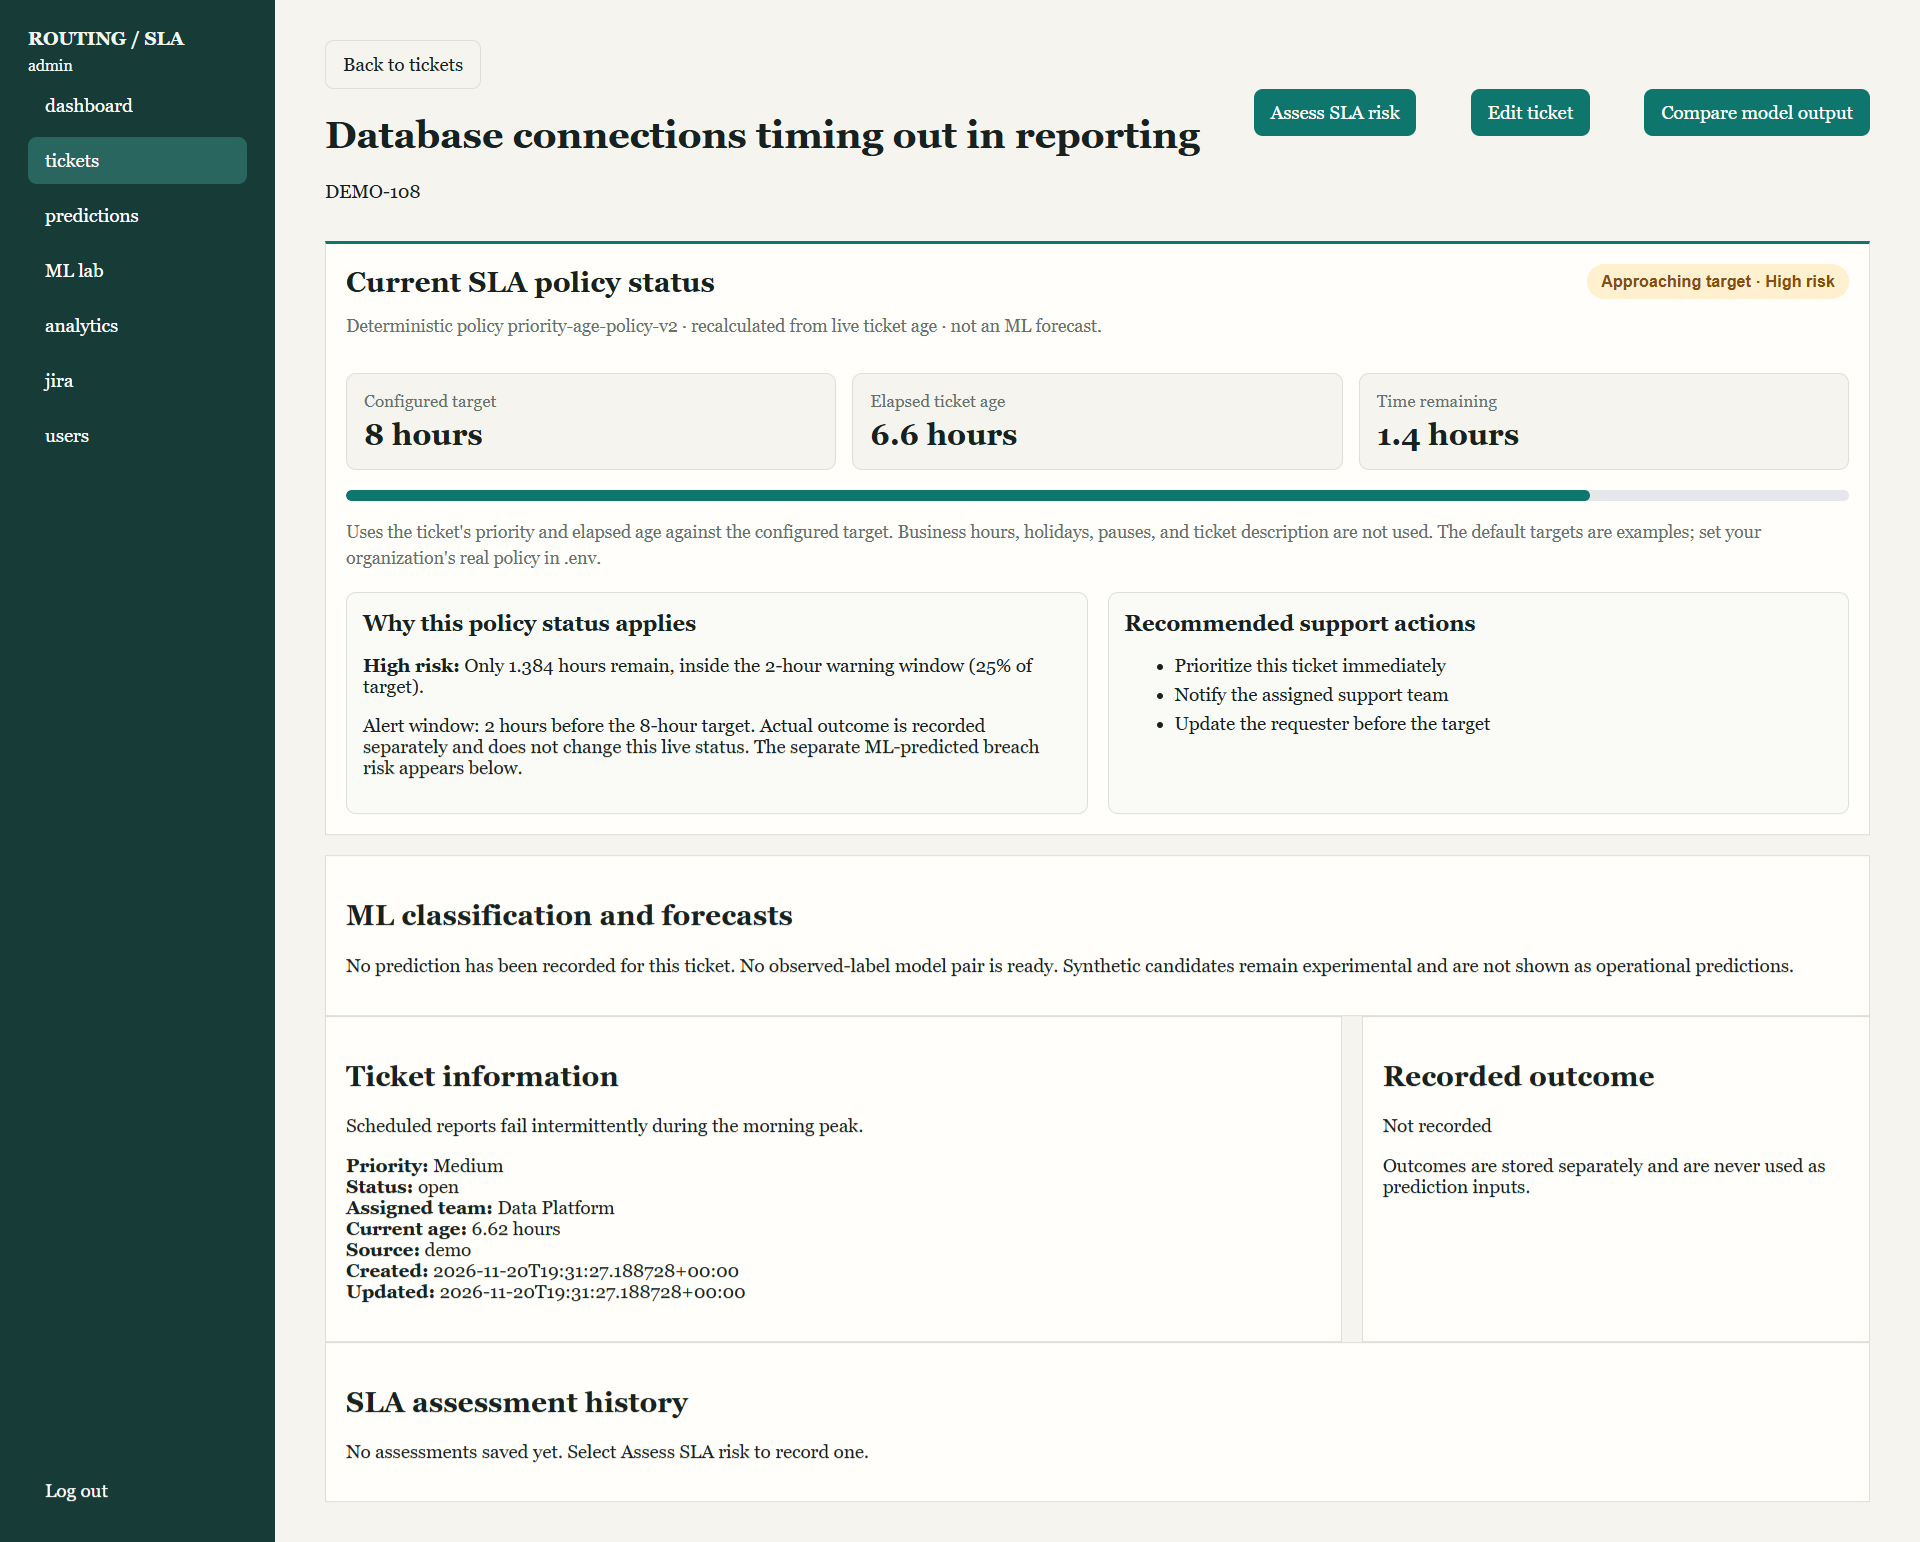 ROUTING / SLA
admin
dashboard
tickets
predictions
ML lab
analytics
jira
users
Log out
Back to tickets
Database connections timing out in reporting
DEMO-108
Assess SLA risk
Edit ticket
Compare model output
Current SLA policy status
Approaching target · High risk
Deterministic policy priority-age-policy-v2 · recalculated from live ticket age · not an ML forecast.
Configured target
8 hours
Elapsed ticket age
6.6 hours
Time remaining
1.4 hours
Uses the ticket's priority and elapsed age against the configured target. Business hours, holidays, pauses, and ticket description are not used. The default targets are examples; set your
organization's real policy in .env.
Why this policy status applies
High risk: Only 1.384 hours remain, inside the 2-hour warning window (25% of
target).
Alert window: 2 hours before the 8-hour target. Actual outcome is recorded
separately and does not change this live status. The separate ML-predicted breach
risk appears below.
Recommended support actions
• Prioritize this ticket immediately
• Notify the assigned support team
• Update the requester before the target
ML classification and forecasts
No prediction has been recorded for this ticket. No observed-label model pair is ready. Synthetic candidates remain experimental and are not shown as operational predictions.
Ticket information
Scheduled reports fail intermittently during the morning peak.
Priority: Medium
Status: open
Assigned team: Data Platform
Current age: 6.62 hours
Source: demo
Created: 2026-11-20T19:31:27.188728+00:00
Updated: 2026-11-20T19:31:27.188728+00:00
Recorded outcome
Not recorded
Outcomes are stored separately and are never used as
prediction inputs.
SLA assessment history
No assessments saved yet. Select Assess SLA risk to record one.